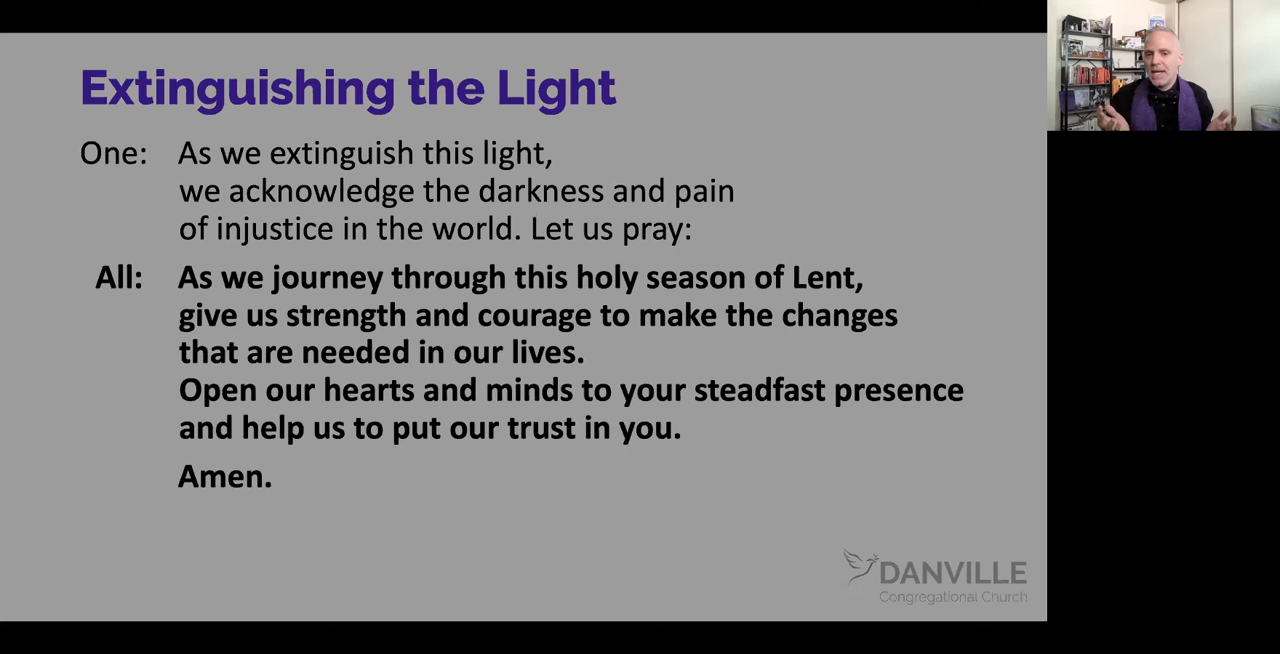 Extinguishing the Light
One: As we extinguish this light,
we acknowledge the darkness and pain
of injustice in the world. Let us pray:
All: As we journey through this holy season of Lent,
give us strength and courage to make the changes
that are needed in our lives.
Open our hearts and minds to your steadfast presence
and help us to put our trust in you.
Amen.
DANVILLE
Congregational Church